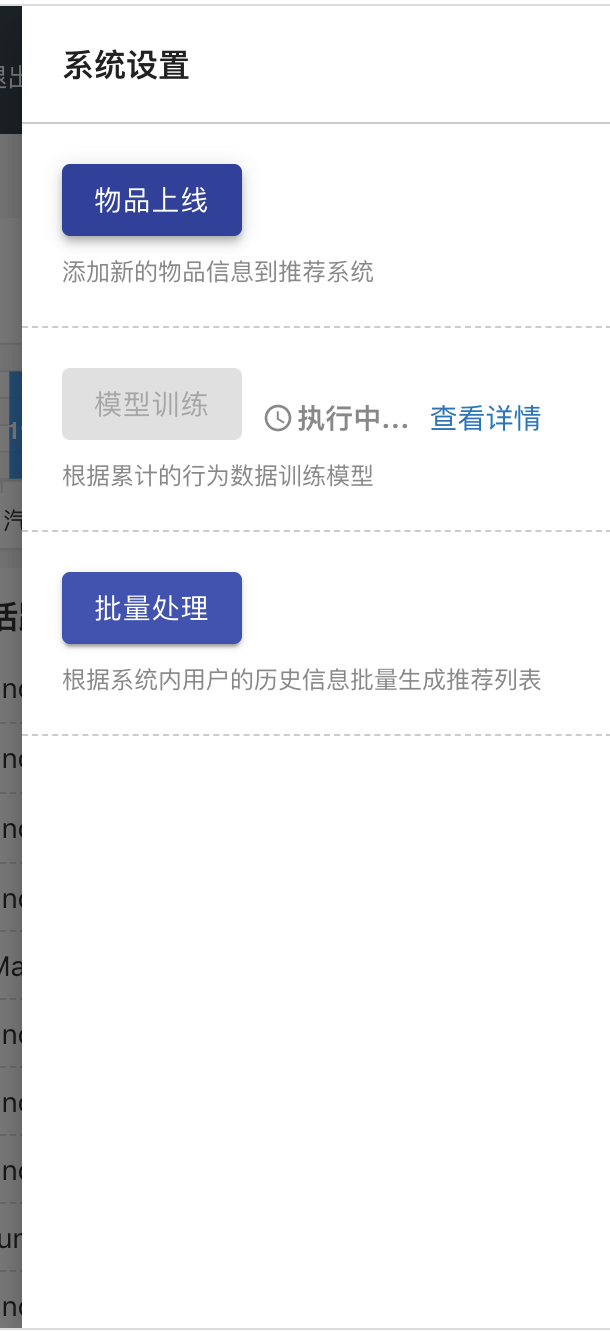 系统设置
物品上线
添加新的物品信息到推荐系统
模型训练
执行中...
查看详情
根据累计的行为数据训练模型
批量处理
根据系统内用户的历史信息批量生成推荐列表
出
汽